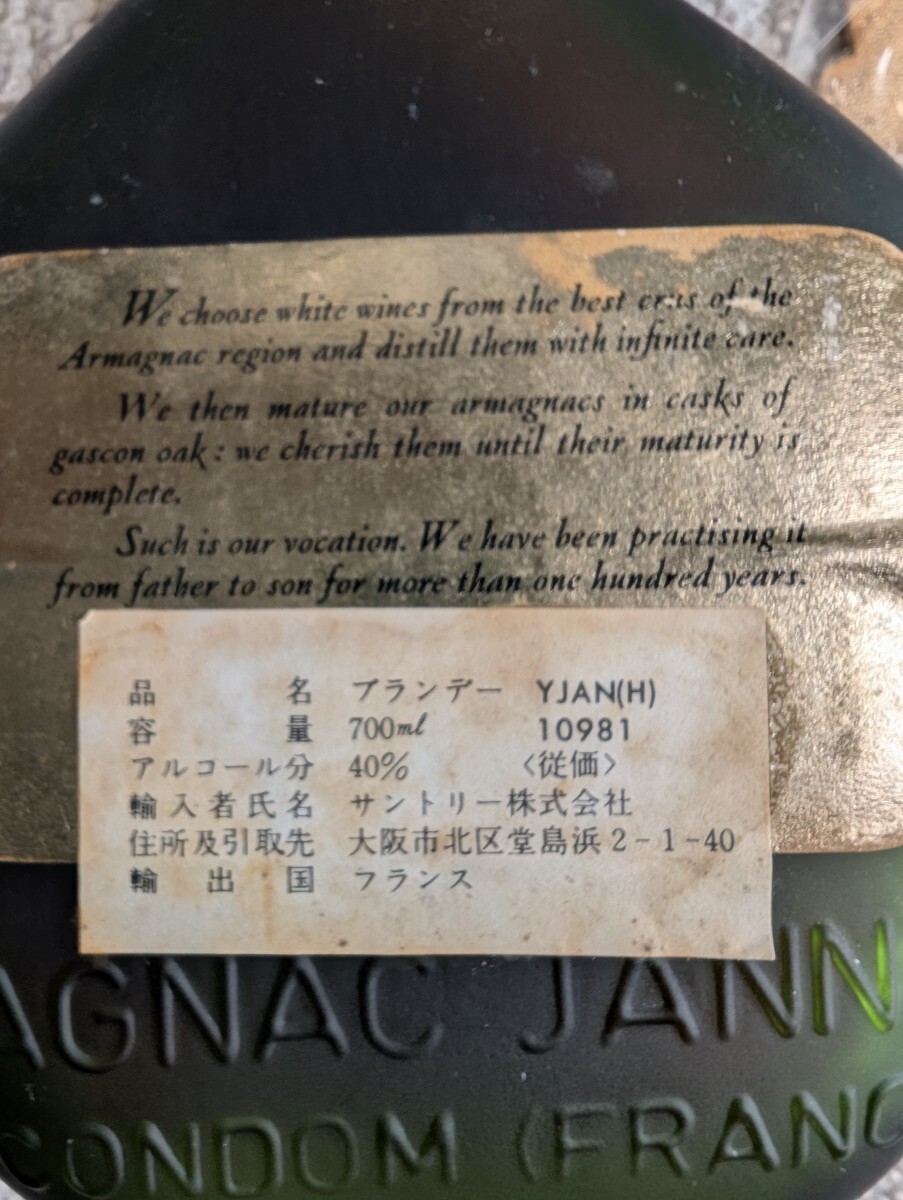 We choose white wines from the best crus of the
Armagnac region and distill them with infinite care.
We then mature our armagnacs in casks of
gascon oak : we cherish them until their maturity is
complete.
Such is our vocation. We have been practising it
from father to son for more than one hundred years.
品名 ブランデー YJAN(H)
容量 700ml 10981
アルコール分 40% <従価>
輸入者氏名 サントリー株式会社
住所及引取先 大阪市北区堂島浜2-1-40
輸出国 フランス
AGNAC JANN
CONDOM (FRANC